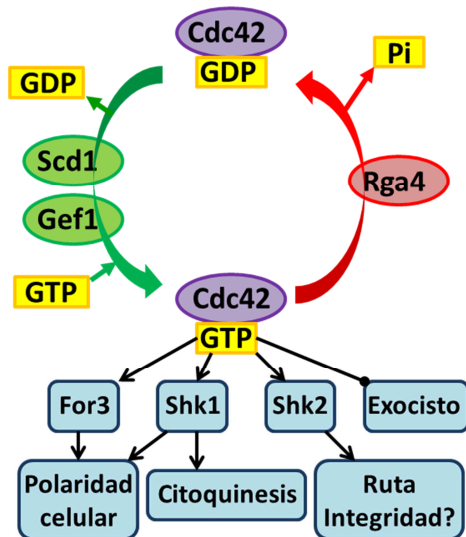 Cdc42
GDP
Pi
GDP
Scd1
Gef1
Rga4
GTP
Cdc42
GTP
For3
Shk1
Shk2
Exocisto
Polaridad
celular
Citoquinesis
Ruta
Integridad?